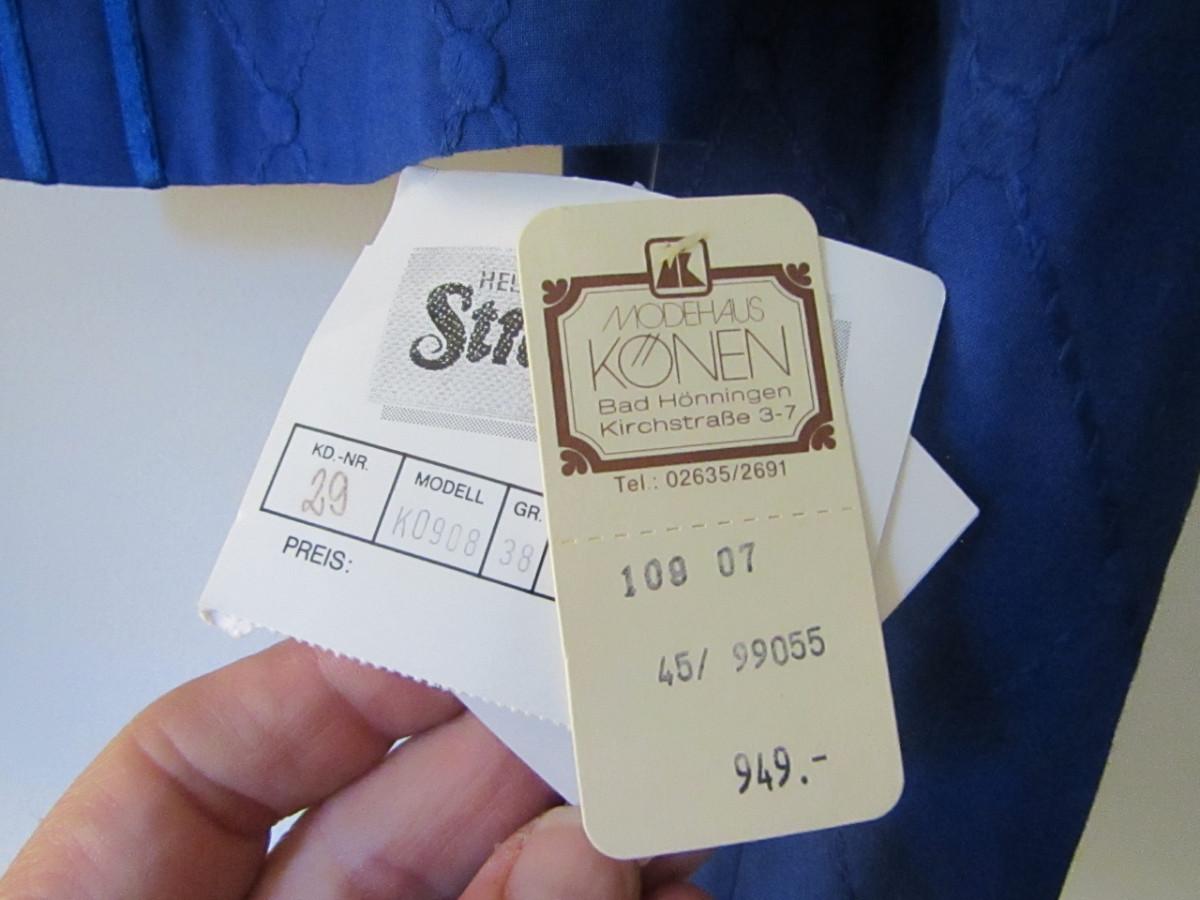 KD.-NR.
MODELL
GR.
29
K0908
38
PREIS:
MK
MODEHAUS
KÖNEN
Bad Hönningen
Kirchstraße 3-7
Tel.: 02635/2691
109 07
45/ 99055
949.-